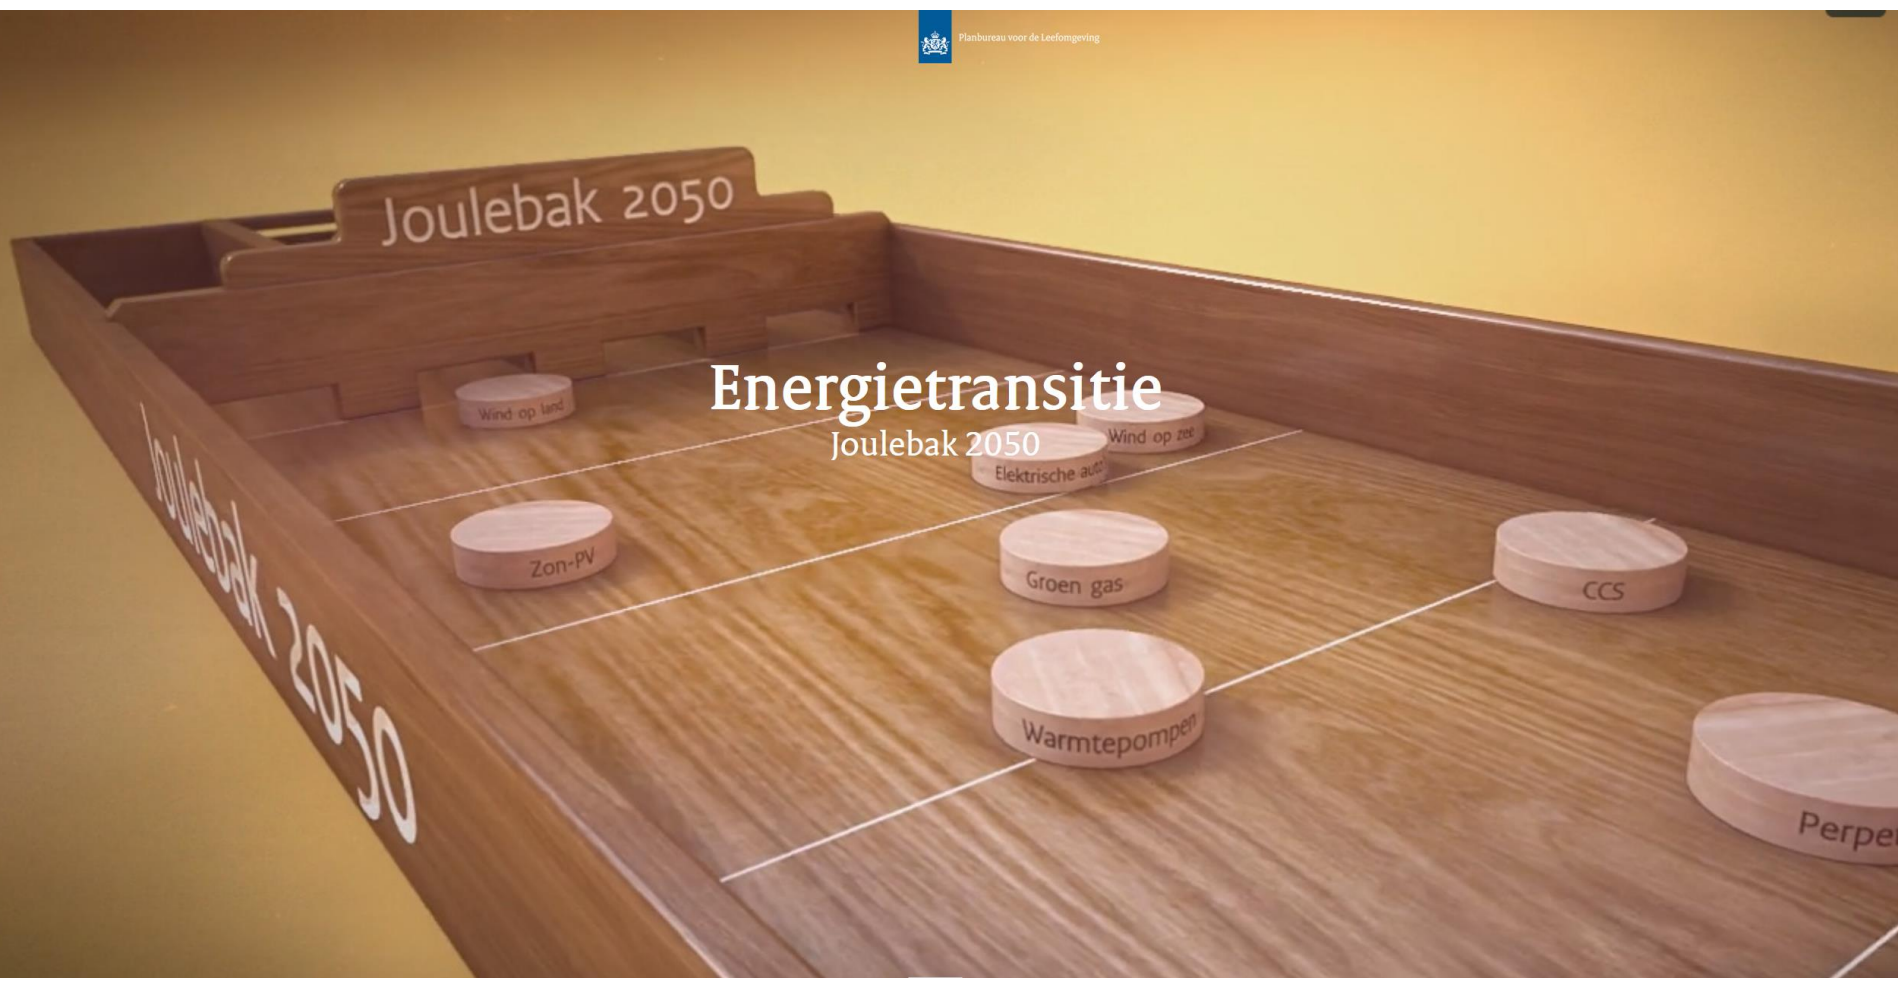 Planbureau voor de Leefomgeving
Joulebak 2050
Energietransitie
Joulebak 2050
Wind op land
Wind op zee
Elektrische auto
Zon-PV
Groen gas
CCS
Warmtepompen
Joulebak 2050